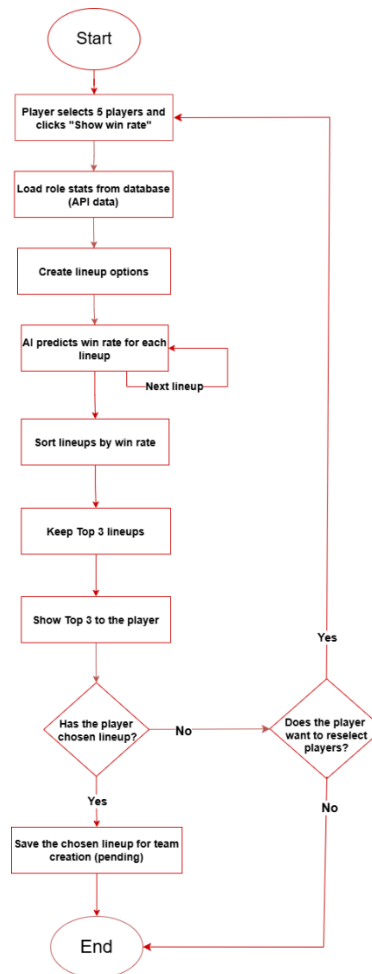 Start
Player selects 5 players and
clicks "Show win rate"
Load role stats from database
(API data)
Create lineup options
AI predicts win rate for each
lineup
Next lineup
Sort lineups by win rate
Keep Top 3 lineups
Show Top 3 to the player
Yes
Has the player
chosen lineup?
No
Does the player
want to reselect
players?
Yes
No
Save the chosen lineup for team
creation (pending)
End